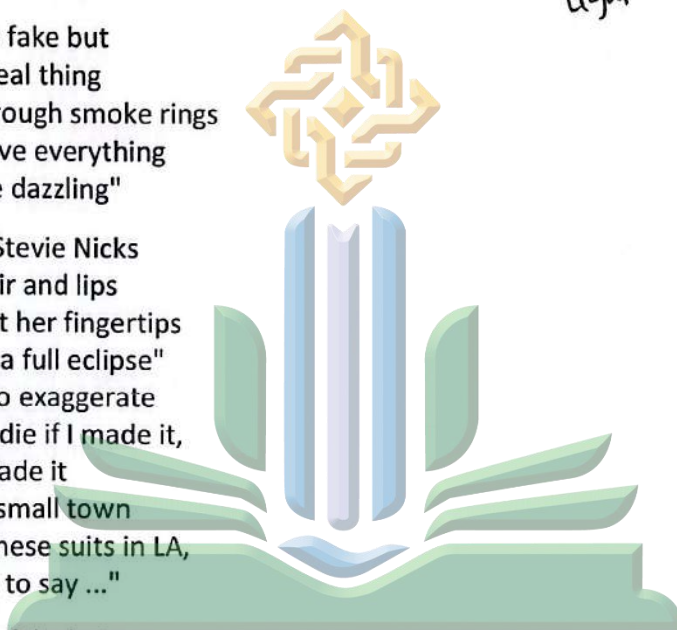 fake but
eal thing
rough smoke rings
ve everything
e dazzling"
Stevie Nicks
ir and lips
t her fingertips
a full eclipse"
o exaggerate
die if I made it,
ade it
small town
hese suits in LA,
to say ..."